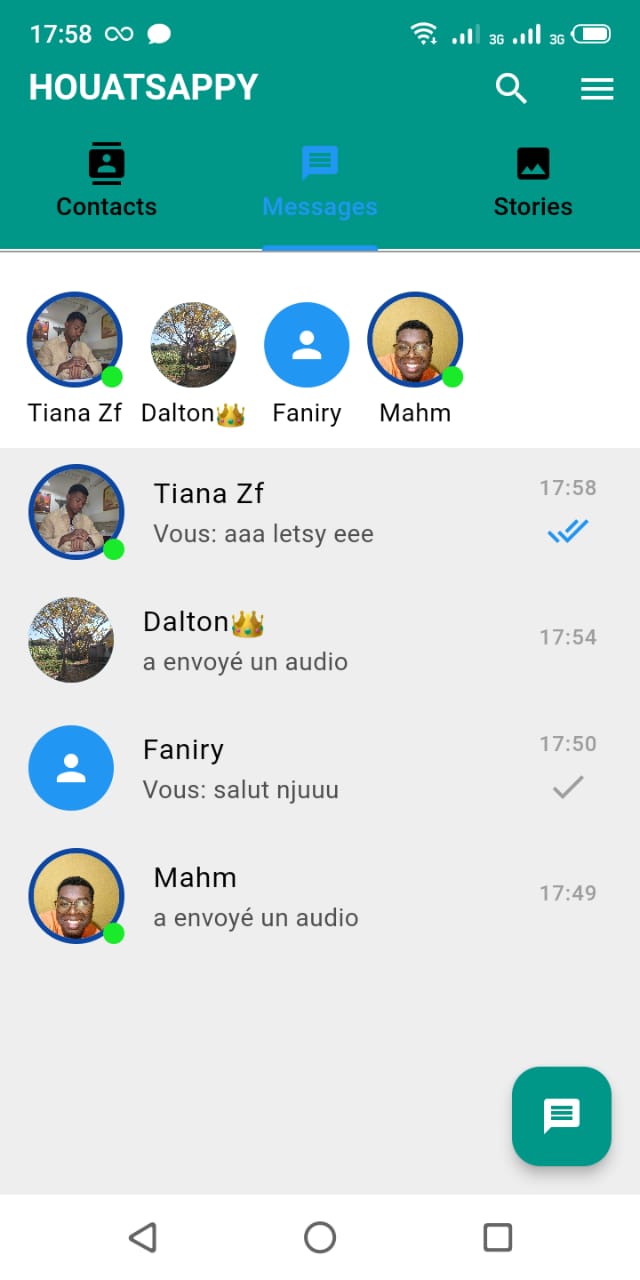 17:58 3G 3G
HOUATSAPPY
Contacts Messages Stories
Tiana Zf Dalton👑 Faniry Mahm
Tiana Zf 17:58
Vous: aaa letsy eee
Dalton👑
a envoyé un audio 17:54
Faniry 17:50
Vous: salut njuuu
Mahm
a envoyé un audio 17:49